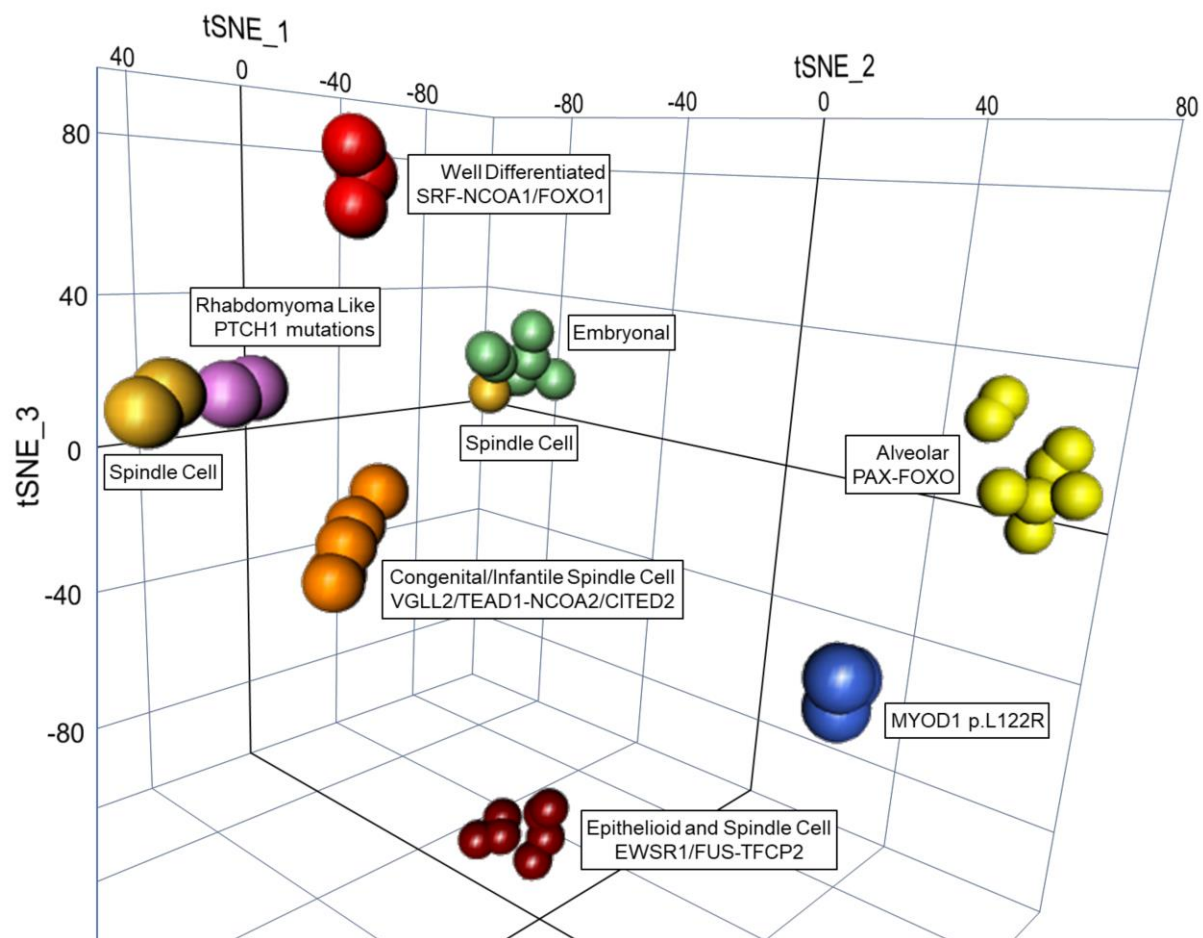 tSNE_1
tSNE_2
40
0
-40
-80
-80
-40
0
40
80
80
40
0
-40
-80
tSNE_3
Well Differentiated
SRF-NCOA1/FOXO1
Rhabdomyoma Like
PTCH1 mutations
Embryonal
Spindle Cell
Spindle Cell
Alveolar
PAX-FOXO
Congenital/Infantile Spindle Cell
VGLL2/TEAD1-NCOA2/CITED2
MYOD1 p.L122R
Epithelioid and Spindle Cell
EWSR1/FUS-TFCP2